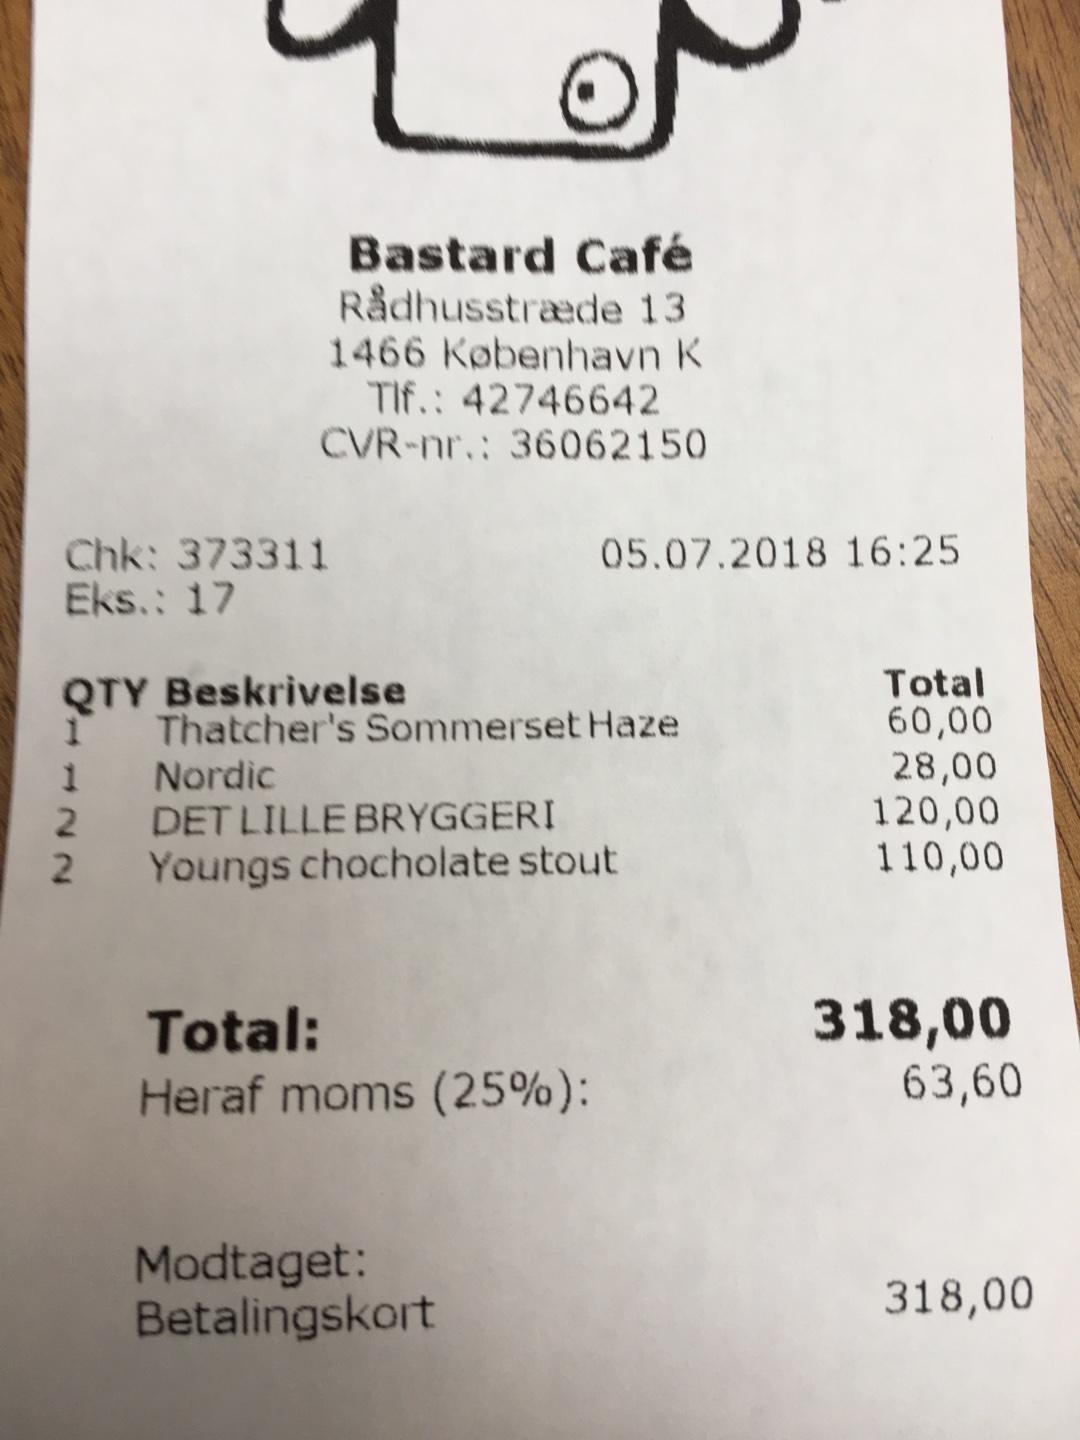 Bastard Café
Rådhusstræde 13
1466 København K
Tlf.: 42746642
CVR-nr.: 36062150
Chk: 373311 05.07.2018 16:25
Eks.: 17
QTY Beskrivelse Total
1 Thatcher's Sommerset Haze 60,00
1 Nordic 28,00
2 DET LILLE BRYGGERI 120,00
2 Youngs chocholate stout 110,00
Total: 318,00
Heraf moms (25%): 63,60
Modtaget:
Betalingskort 318,00